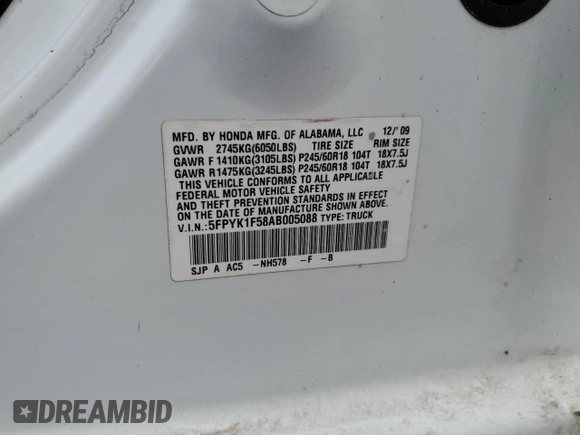 MFD. BY HONDA MFG. OF ALABAMA, LLC 12/'09
GVWR 2745KG(6050LBS) TIRE SIZE RIM SIZE
GAWR F 1410KG(3105LBS) P245/60R18 104T 18X7.5J
GAWR R 1475KG(3245LBS) P245/60R18 104T 18X7.5J
THIS VEHICLE CONFORMS TO ALL APPLICABLE
FEDERAL MOTOR VEHICLE SAFETY
AND THEFT PREVENTION STANDARDS IN EFFECT
ON THE DATE OF MANUFACTURE SHOWN ABOVE.
V.I.N.:5FPYK1F58AB005088 TYPE:TRUCK
SJP A AC5 -NH578 -F -B
DREAMBID